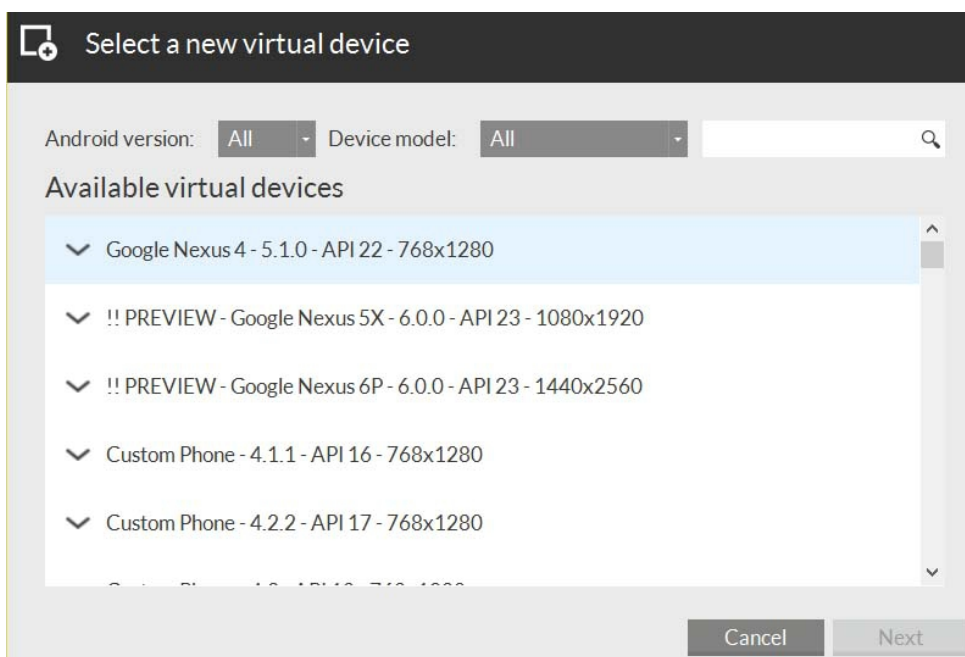 Select a new virtual device
Android version: All Device model: All
Available virtual devices
Google Nexus 4 - 5.1.0 - API 22 - 768x1280
!! PREVIEW - Google Nexus 5X - 6.0.0 - API 23 - 1080x1920
!! PREVIEW - Google Nexus 6P - 6.0.0 - API 23 - 1440x2560
Custom Phone - 4.1.1 - API 16 - 768x1280
Custom Phone - 4.2.2 - API 17 - 768x1280
Cancel Next